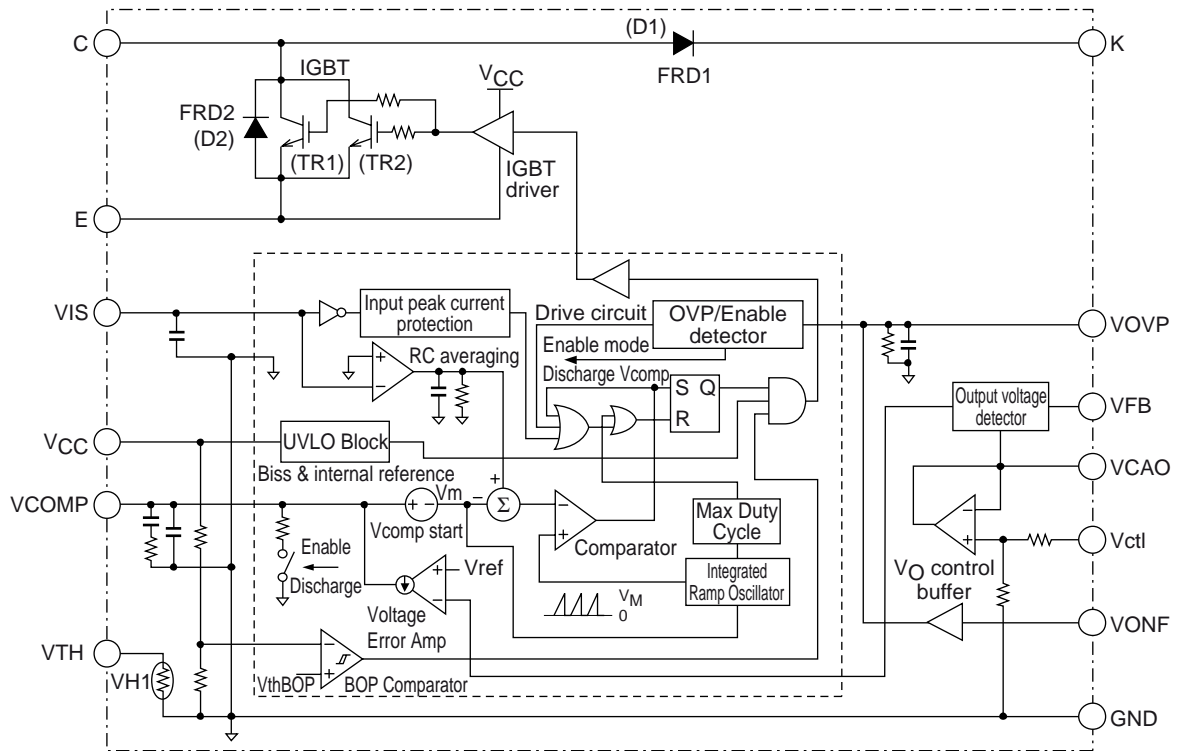 C
(D1)
K
FRD1
IGBT
VCC
FRD2
(D2)
(TR1)
(TR2)
IGBT
driver
E
VIS
Input peak current
protection
Drive circuit
OVP/Enable
detector
VOVP
RC averaging
Enable mode
Discharge Vcomp
+
−
S Q
R
Output voltage
detector
VFB
VCC
UVLO Block
Biss & internal reference
VCAO
VCOMP
+ −
Vm
Vcomp start
+
−
Σ
−
+
Comparator
Max Duty
Cycle
−
+
Vctl
Enable
Discharge
+
−
Vref
Voltage
Error Amp
VM
0
Integrated
Ramp Oscillator
VO control
buffer
VONF
VTH
VH1
−
+
VthBOP
BOP Comparator
GND